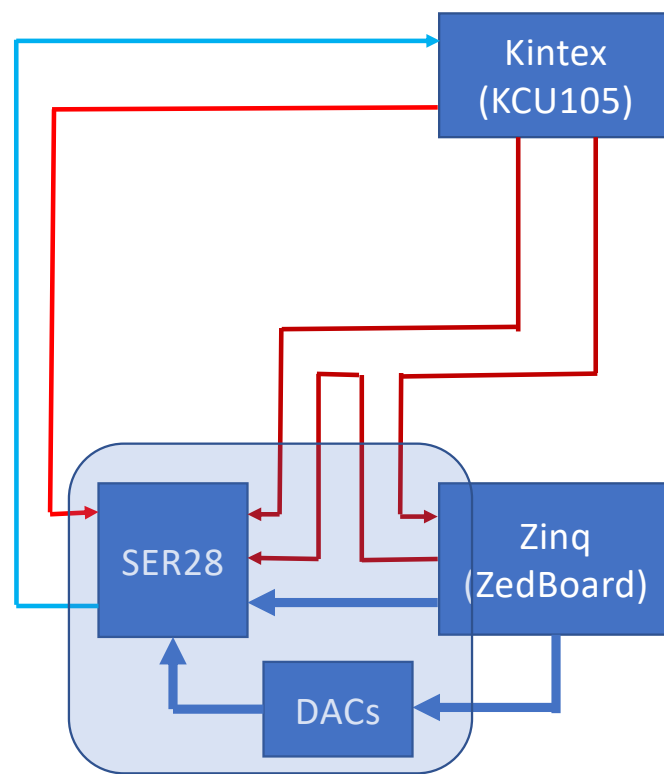 Kintex
(KCU105)
SER28
Zinq
(ZedBoard)
DACs